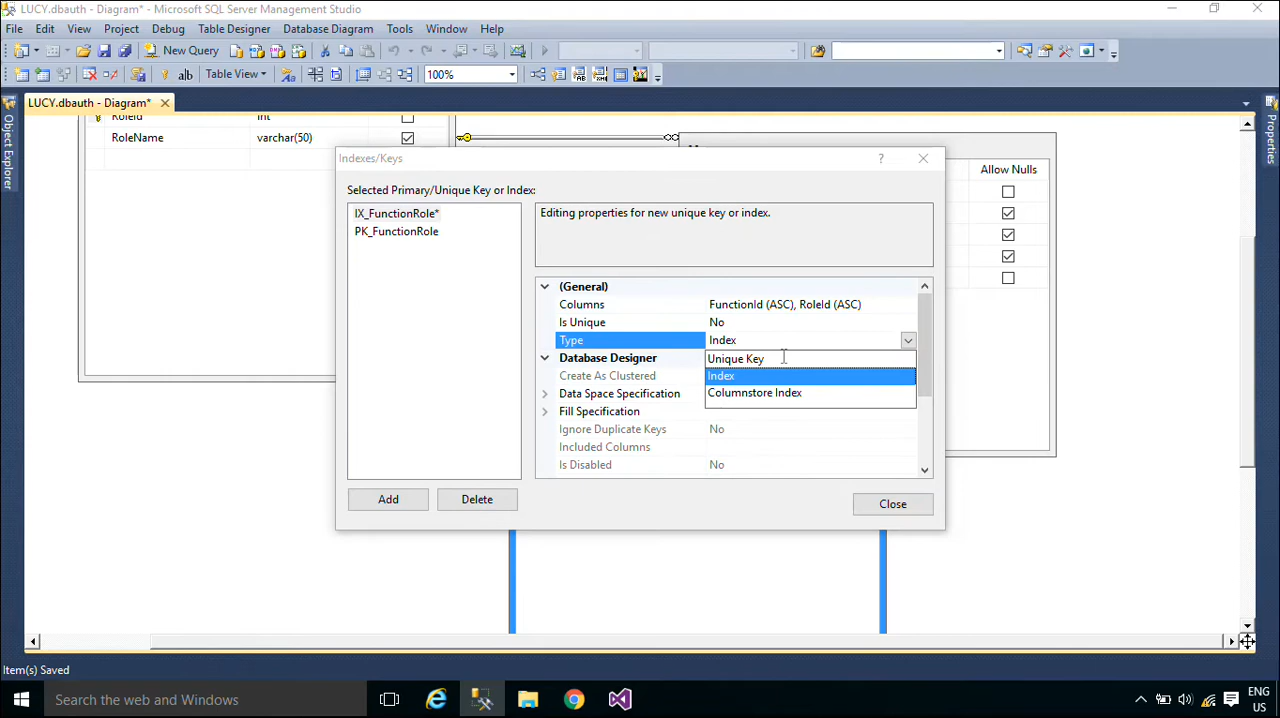 LUCY.dbauth - Diagram* - Microsoft SQL Server Management Studio
File Edit View Project Debug Table Designer Database Diagram Tools Window Help
New Query
Table View 100%
LUCY.dbauth - Diagram*
Object Explorer
Properties
RoleId int
RoleName varchar(50)
Allow Nulls
Indexes/Keys
Selected Primary/Unique Key or Index:
IX_FunctionRole*
PK_FunctionRole
Editing properties for new unique key or index.
(General)
Columns FunctionId (ASC), RoleId (ASC)
Is Unique No
Type Index
Database Designer
Unique Key
Index
Columnstore Index
Create As Clustered
Data Space Specification
Fill Specification
Ignore Duplicate Keys No
Included Columns
Is Disabled No
Add Delete Close
Item(s) Saved
Search the web and Windows
ENG
US